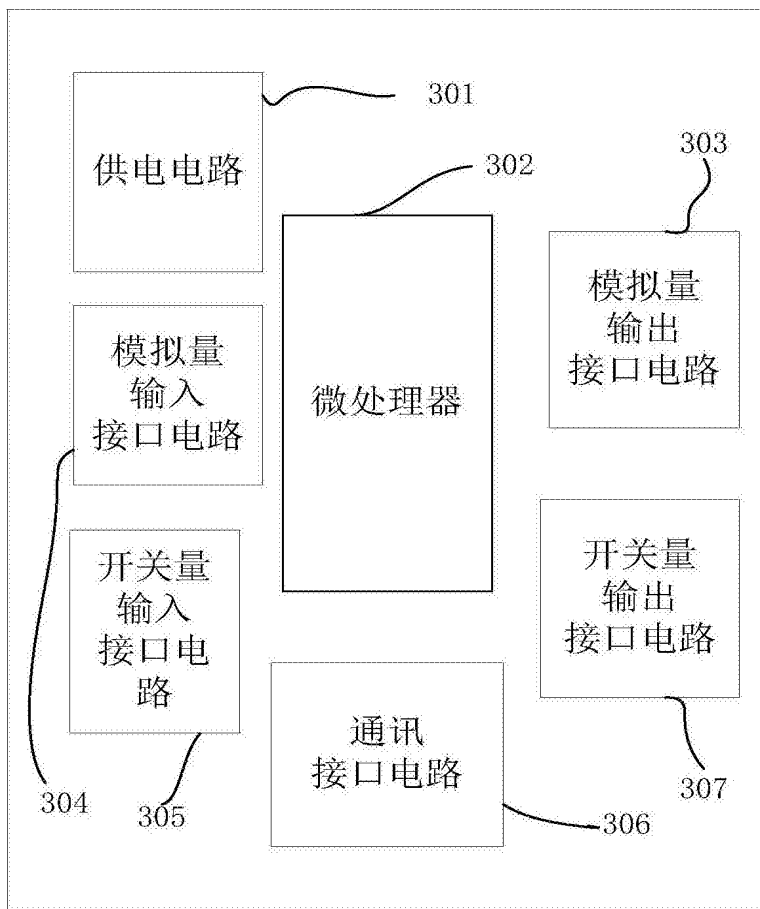 301
供电电路
302
303
模拟量
输出
接口电路
模拟量
输入
接口电路
微处理器
开关量
输入
接口电
路
开关量
输出
接口电路
通讯
接口电路
304
305
306
307